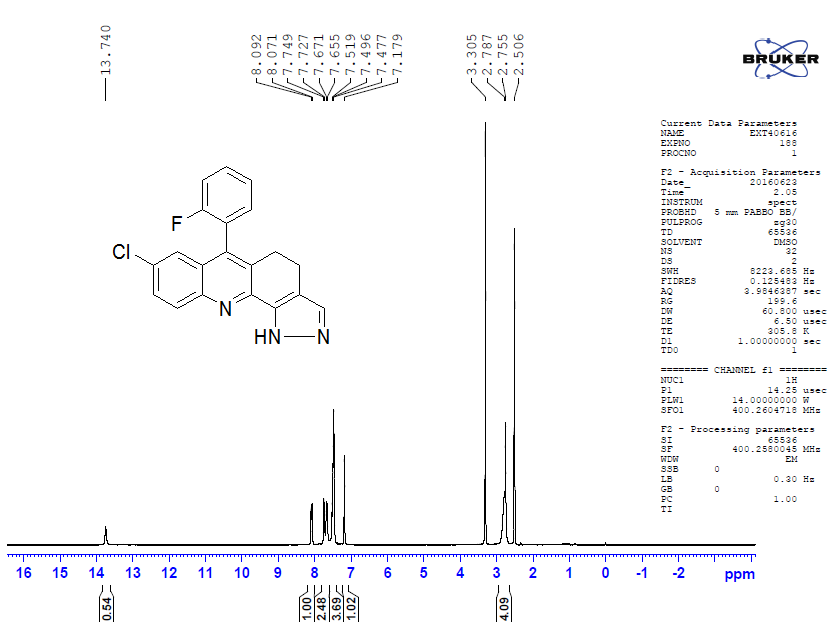 13.740
8.092
8.071
7.749
7.727
7.671
7.655
7.519
7.496
7.477
7.179
3.305
2.787
2.755
2.506
BRUKER
Current Data Parameters
NAME EXT40616
EXPNO 188
PROCNO 1
F2 - Acquisition Parameters
Date_ 20160623
Time 2.05
INSTRUM spect
PROBHD 5 mm PABBO BB/
PULPROG zg30
TD 65536
SOLVENT DMSO
NS 32
DS 2
SWH 8223.685 Hz
FIDRES 0.125483 Hz
AQ 3.9846387 sec
RG 199.6
DW 60.800 usec
DE 6.50 usec
TE 305.8 K
D1 1.00000000 sec
TD0 1
======== CHANNEL f1 ========
NUC1 1H
P1 14.25 usec
PLW1 14.00000000 W
SFO1 400.2604718 MHz
F2 - Processing parameters
SI 65536
SF 400.2580045 MHz
WDW EM
SSB 0
LB 0.30 Hz
GB 0
PC 1.00
TI
F
Cl
N
HN N
16 15 14 13 12 11 10 9 8 7 6 5 4 3 2 1 0 -1 -2 ppm
0.54
1.00
2.48
3.69
1.02
4.09